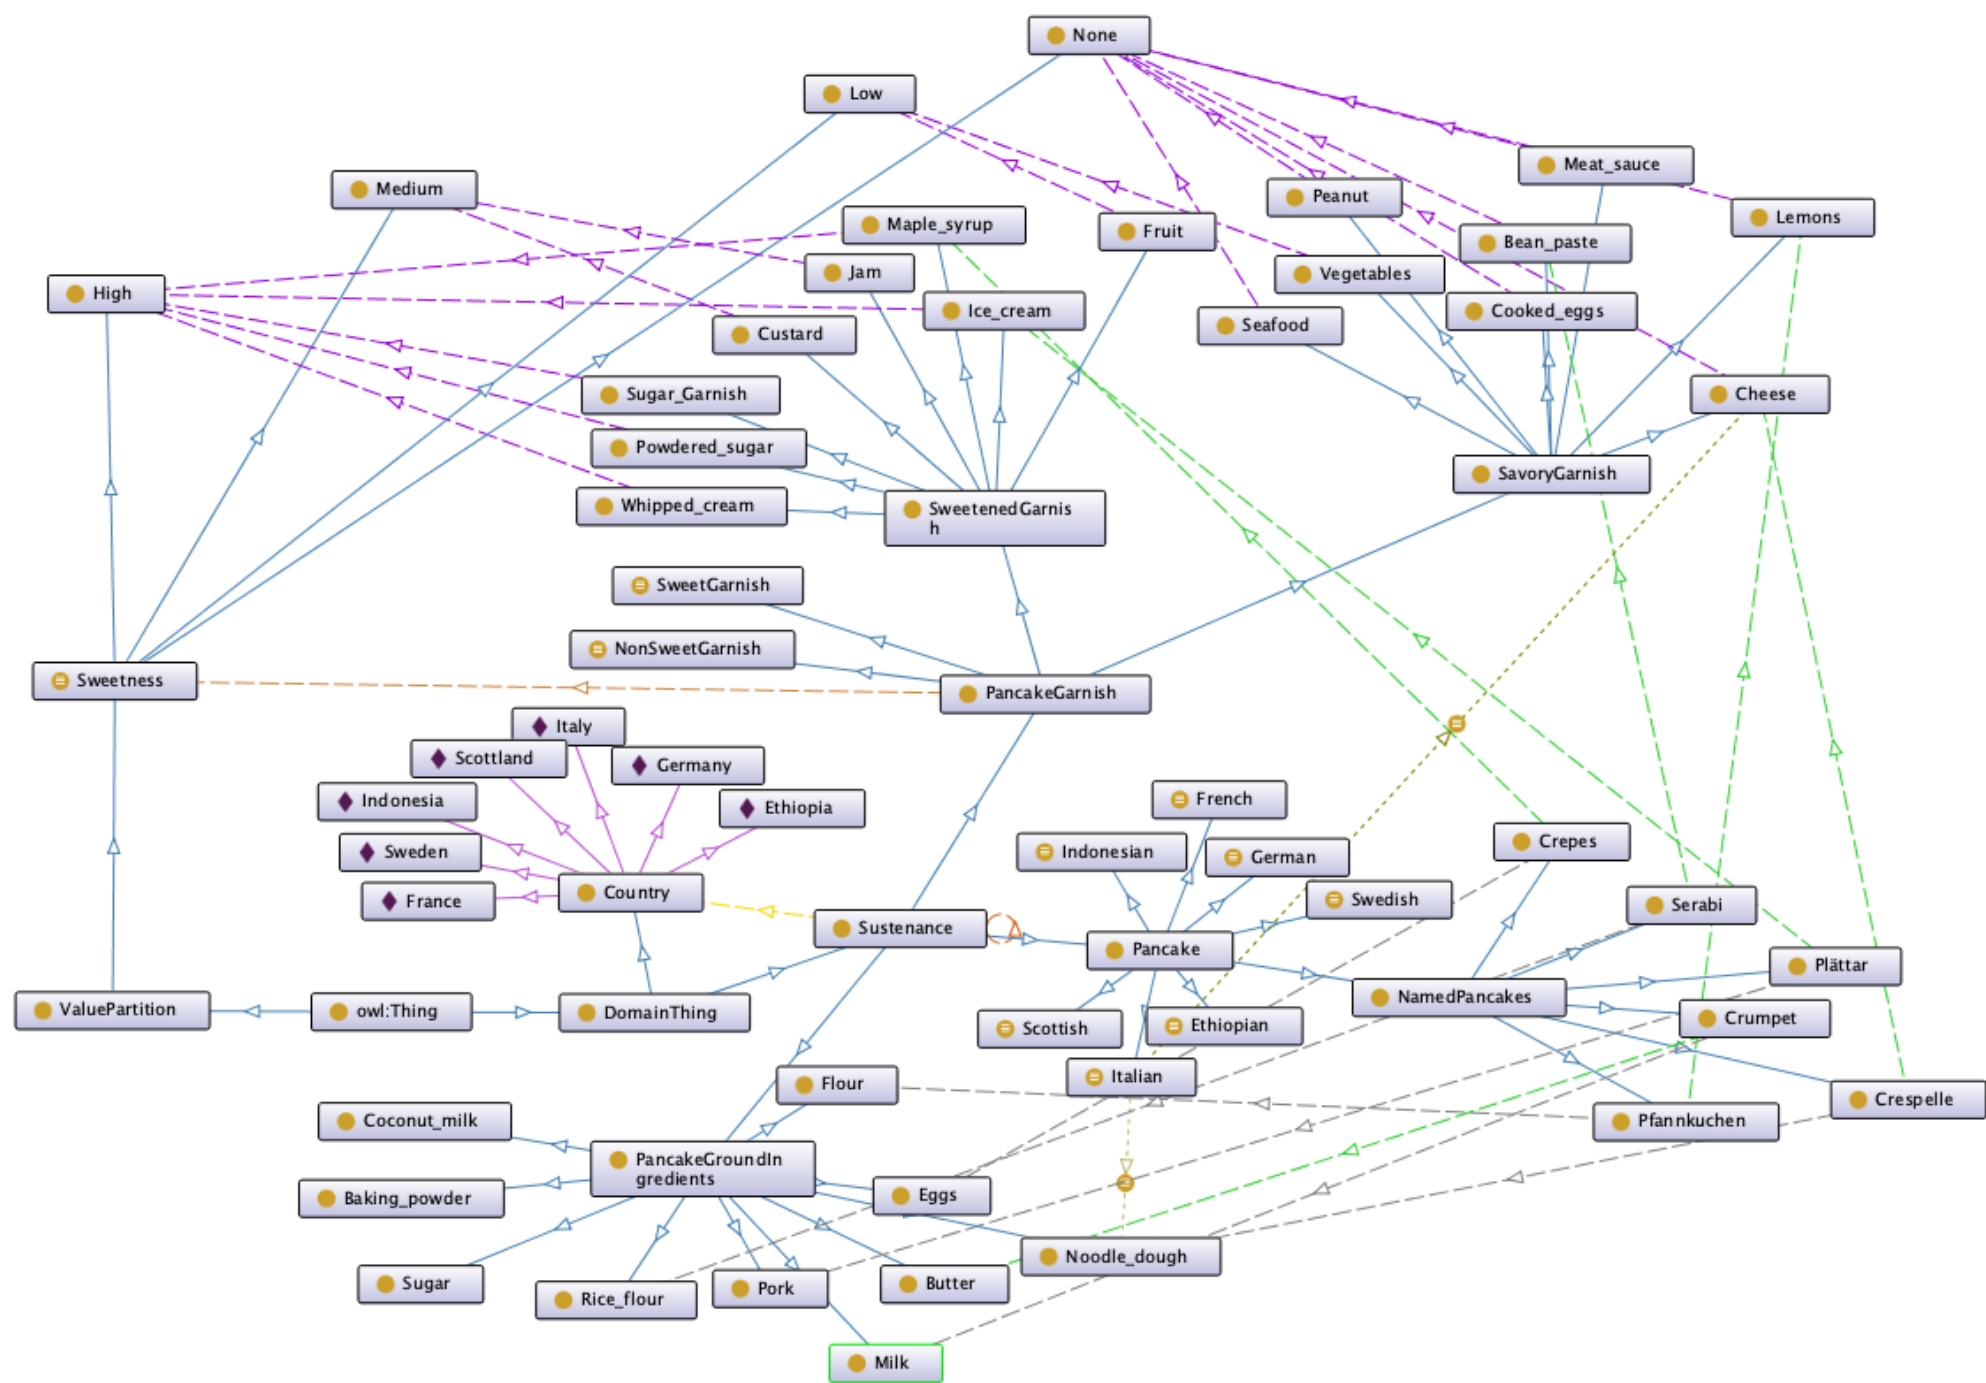 None
Low
Meat_sauce
Medium
Peanut
Lemons
Maple_syrup
Fruit
Bean_paste
Jam
Vegetables
High
Ice_cream
Cooked_eggs
Custard
Seafood
Sugar_Garnish
Cheese
Powdered_sugar
SavoryGarnish
Whipped_cream
SweetenedGarnis
h
SweetGarnish
NonSweetGarnish
Sweetness
PancakeGarnish
Italy
Scottland
Germany
Indonesia
Ethiopia
French
Sweden
Indonesian
German
Crepes
France
Country
Swedish
Serabi
Sustenance
Pancake
Plättar
NamedPancakes
ValuePartition
owl:Thing
DomainThing
Scottish
Ethiopian
Crumpet
Flour
Italian
Crespelle
Coconut_milk
Pfannkuchen
PancakeGroundIn
gredients
Baking_powder
Eggs
Noodle_dough
Sugar
Rice_flour
Pork
Butter
Milk